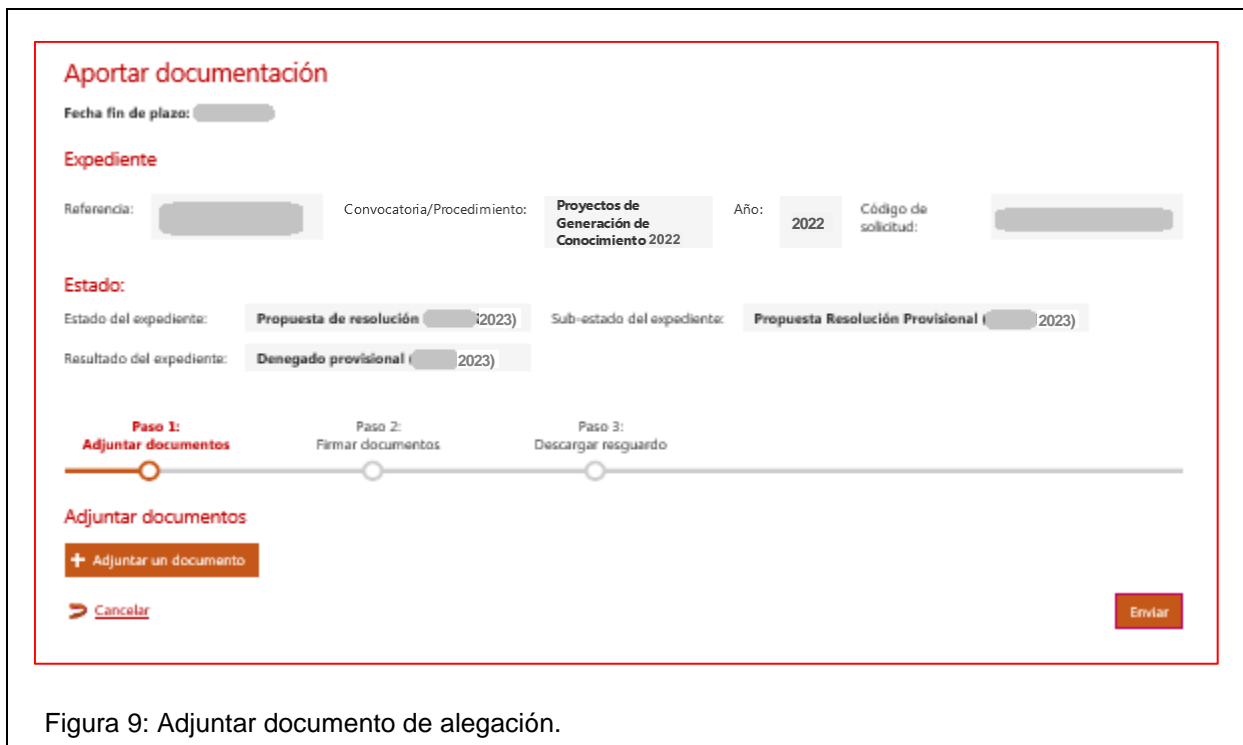 Aportar documentación
Fecha fin de plazo:
Expediente
Referencia:
Convocatoria/Procedimiento:
Proyectos de
Generación de
Conocimiento 2022
Año:
2022
Código de
solicitud:
Estado:
Estado del expediente:
Propuesta de resolución 2023)
Sub-estado del expediente:
Propuesta Resolución Provisional ( 2023)
Resultado del expediente:
Denegado provisional ( 2023)
Paso 1:
Adjuntar documentos
Paso 2:
Firmar documentos
Paso 3:
Descargar resguardo
Adjuntar documentos
+ Adjuntar un documento
Cancelar
Enviar
Figura 9: Adjuntar documento de alegación.